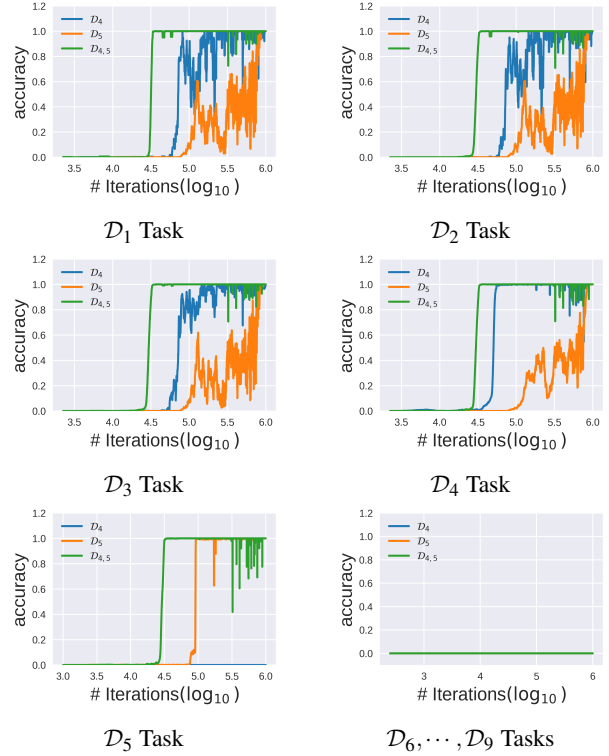 1.2
1.0
0.8
0.6
0.4
0.2
0.0
accuracy
𝒟4
𝒟5
𝒟4,5
3.5 4.0 4.5 5.0 5.5 6.0
# Iterations(log10)
𝒟1 Task
1.2
1.0
0.8
0.6
0.4
0.2
0.0
accuracy
𝒟4
𝒟5
𝒟4,5
3.5 4.0 4.5 5.0 5.5 6.0
# Iterations(log10)
𝒟2 Task
1.2
1.0
0.8
0.6
0.4
0.2
0.0
accuracy
𝒟4
𝒟5
𝒟4,5
3.5 4.0 4.5 5.0 5.5 6.0
# Iterations(log10)
𝒟3 Task
1.2
1.0
0.8
0.6
0.4
0.2
0.0
accuracy
𝒟4
𝒟5
𝒟4,5
3.5 4.0 4.5 5.0 5.5 6.0
# Iterations(log10)
𝒟4 Task
1.2
1.0
0.8
0.6
0.4
0.2
0.0
accuracy
𝒟4
𝒟5
𝒟4,5
3.0 3.5 4.0 4.5 5.0 5.5 6.0
# Iterations(log10)
𝒟5 Task
1.2
1.0
0.8
0.6
0.4
0.2
0.0
accuracy
𝒟4
𝒟5
𝒟4,5
3 4 5 6
# Iterations(log10)
𝒟6, ⋯ , 𝒟9 Tasks